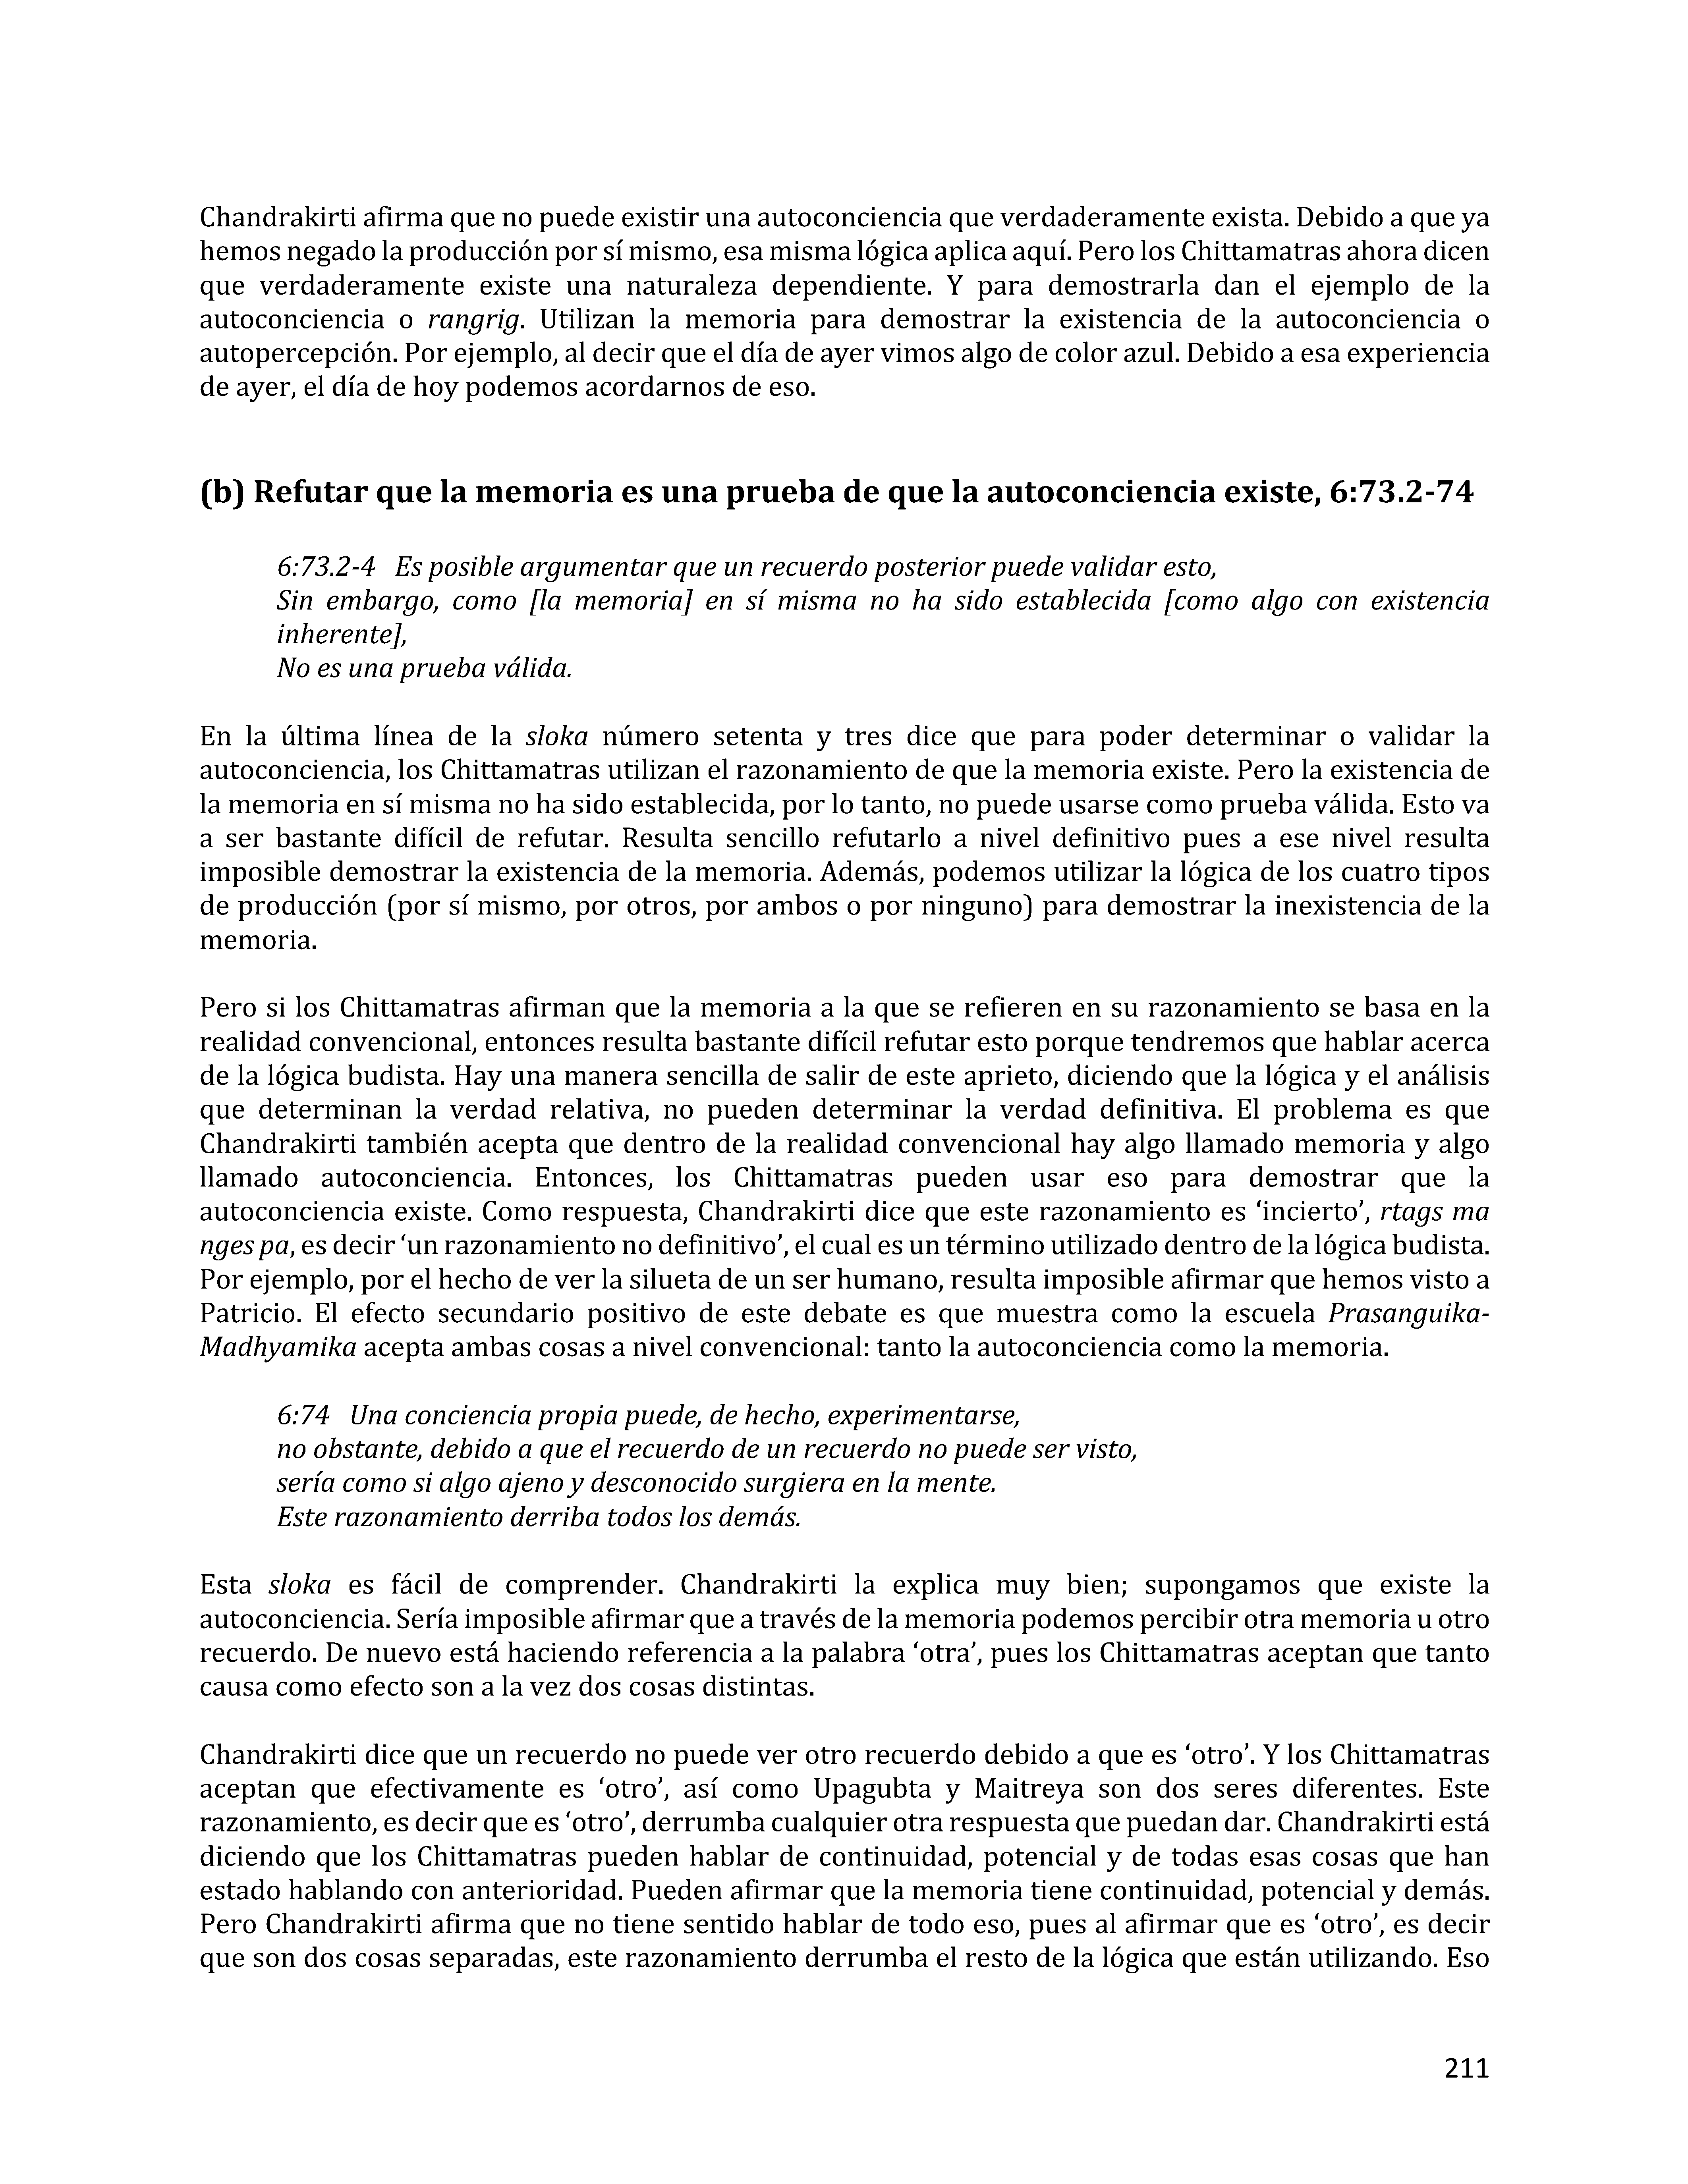 Chandrakirti afirma que no puede existir una autoconciencia que verdaderamente exista. Debido a que ya
hemos negado la producción por sí mismo, esa misma lógica aplica aquí. Pero los Chittamatras ahora dicen
que verdaderamente existe una naturaleza dependiente. Y para demostrarla dan el ejemplo de la
autoconciencia o rangrig. Utilizan la memoria para demostrar la existencia de la autoconciencia o
autopercepción. Por ejemplo, al decir que el día de ayer vimos algo de color azul. Debido a esa experiencia
de ayer, el día de hoy podemos acordarnos de eso.
(b) Refutar que la memoria es una prueba de que la autoconciencia existe, 6:73.2-74
6:73.2-4 Es posible argumentar que un recuerdo posterior puede validar esto,
Sin embargo, como [la memoria] en sí misma no ha sido establecida [como algo con existencia
inherente],
No es una prueba válida.
En la última línea de la sloka número setenta y tres dice que para poder determinar o validar la
autoconciencia, los Chittamatras utilizan el razonamiento de que la memoria existe. Pero la existencia de
la memoria en sí misma no ha sido establecida, por lo tanto, no puede usarse como prueba válida. Esto va
a ser bastante difícil de refutar. Resulta sencillo refutarlo a nivel definitivo pues a ese nivel resulta
imposible demostrar la existencia de la memoria. Además, podemos utilizar la lógica de los cuatro tipos
de producción (por sí mismo, por otros, por ambos o por ninguno) para demostrar la inexistencia de la
memoria.
Pero si los Chittamatras afirman que la memoria a la que se refieren en su razonamiento se basa en la
realidad convencional, entonces resulta bastante difícil refutar esto porque tendremos que hablar acerca
de la lógica budista. Hay una manera sencilla de salir de este aprieto, diciendo que la lógica y el análisis
que determinan la verdad relativa, no pueden determinar la verdad definitiva. El problema es que
Chandrakirti también acepta que dentro de la realidad convencional hay algo llamado memoria y algo
llamado autoconciencia. Entonces, los Chittamatras pueden usar eso para demostrar que la
autoconciencia existe. Como respuesta, Chandrakirti dice que este razonamiento es ‘incierto’, rtags ma
nges pa, es decir ‘un razonamiento no definitivo’, el cual es un término utilizado dentro de la lógica budista.
Por ejemplo, por el hecho de ver la silueta de un ser humano, resulta imposible afirmar que hemos visto a
Patricio. El efecto secundario positivo de este debate es que muestra como la escuela Prasanguika-
Madhyamika acepta ambas cosas a nivel convencional: tanto la autoconciencia como la memoria.
6:74 Una conciencia propia puede, de hecho, experimentarse,
no obstante, debido a que el recuerdo de un recuerdo no puede ser visto,
sería como si algo ajeno y desconocido surgiera en la mente.
Este razonamiento derriba todos los demás.
Esta sloka es fácil de comprender. Chandrakirti la explica muy bien; supongamos que existe la
autoconciencia. Sería imposible afirmar que a través de la memoria podemos percibir otra memoria u otro
recuerdo. De nuevo está haciendo referencia a la palabra ‘otra’, pues los Chittamatras aceptan que tanto
causa como efecto son a la vez dos cosas distintas.
Chandrakirti dice que un recuerdo no puede ver otro recuerdo debido a que es ‘otro’. Y los Chittamatras
aceptan que efectivamente es ‘otro’, así como Upagubta y Maitreya son dos seres diferentes. Este
razonamiento, es decir que es ‘otro’, derrumba cualquier otra respuesta que puedan dar. Chandrakirti está
diciendo que los Chittamatras pueden hablar de continuidad, potencial y de todas esas cosas que han
estado hablando con anterioridad. Pueden afirmar que la memoria tiene continuidad, potencial y demás.
Pero Chandrakirti afirma que no tiene sentido hablar de todo eso, pues al afirmar que es ‘otro’, es decir
que son dos cosas separadas, este razonamiento derrumba el resto de la lógica que están utilizando. Eso
211